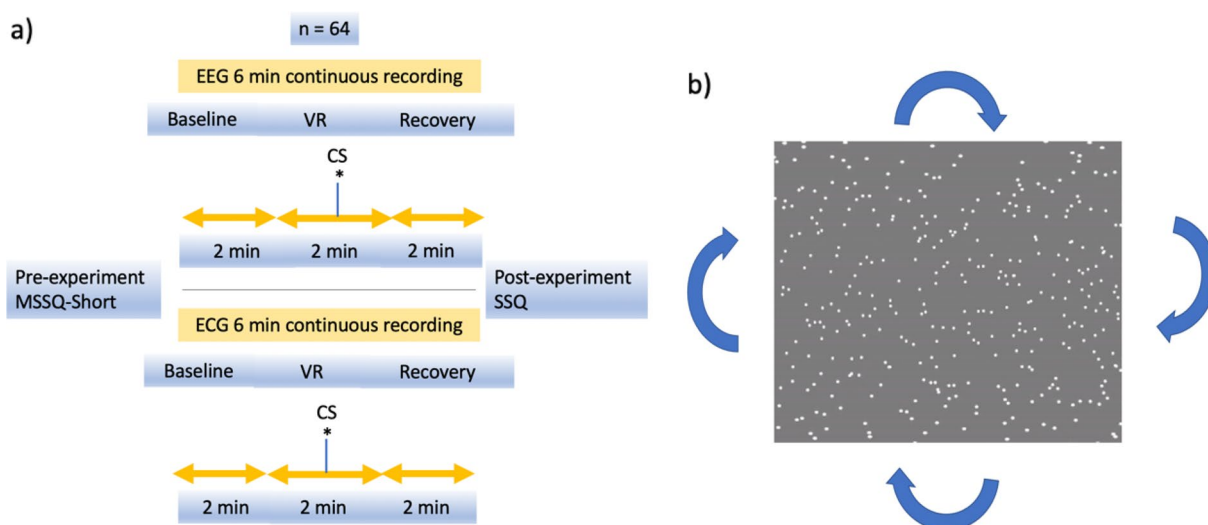 a)
n = 64
EEG 6 min continuous recording
Baseline VR Recovery
CS
*
2 min 2 min 2 min
Pre-experiment
MSSQ-Short
Post-experiment
SSQ
ECG 6 min continuous recording
Baseline VR Recovery
CS
*
2 min 2 min 2 min
b)